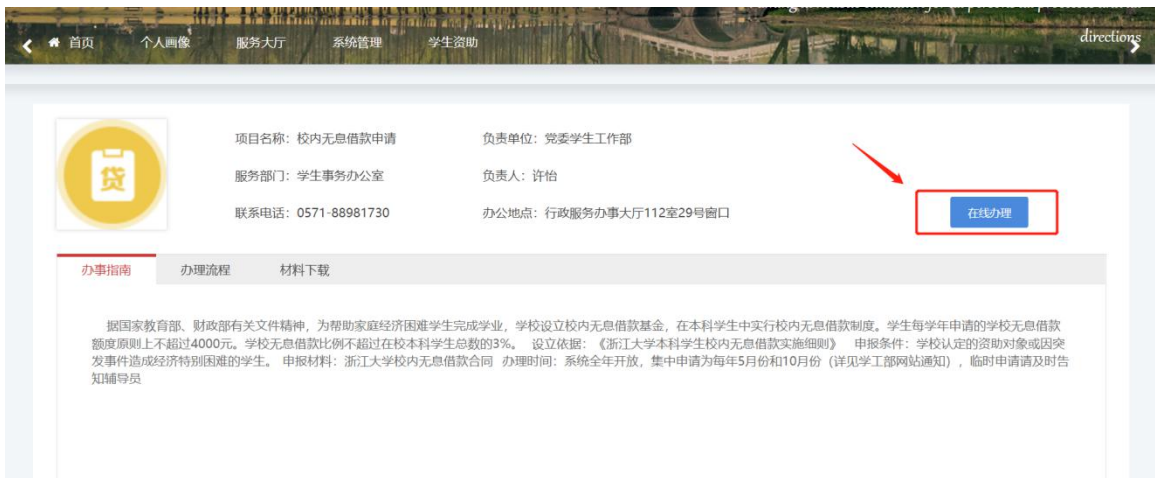 directions
首页 个人画像 服务大厅 系统管理 学生资助
项目名称：校内无息借款申请 负责单位：党委学生工作部
贷
服务部门：学生事务办公室 负责人：许怡
联系电话：0571-88981730 办公地点：行政服务办事大厅112室29号窗口
在线办理
办事指南 办理流程 材料下载
据国家教育部、财政部有关文件精神，为帮助家庭经济困难学生完成学业，学校设立校内无息借款基金，在本科学生中实行校内无息借款制度。学生每学年申请的学校无息借款
额度原则上不超过4000元。学校无息借款比例不超过在校本科学生总数的3%。 设立依据：《浙江大学本科学生校内无息借款实施细则》 申报条件：学校认定的资助对象或因突
发事件造成经济特别困难的学生。 申报材料：浙江大学校内无息借款合同 办理时间：系统全年开放，集中申请为每年5月份和10月份（详见学工部网站通知），临时申请请及时告
知辅导员